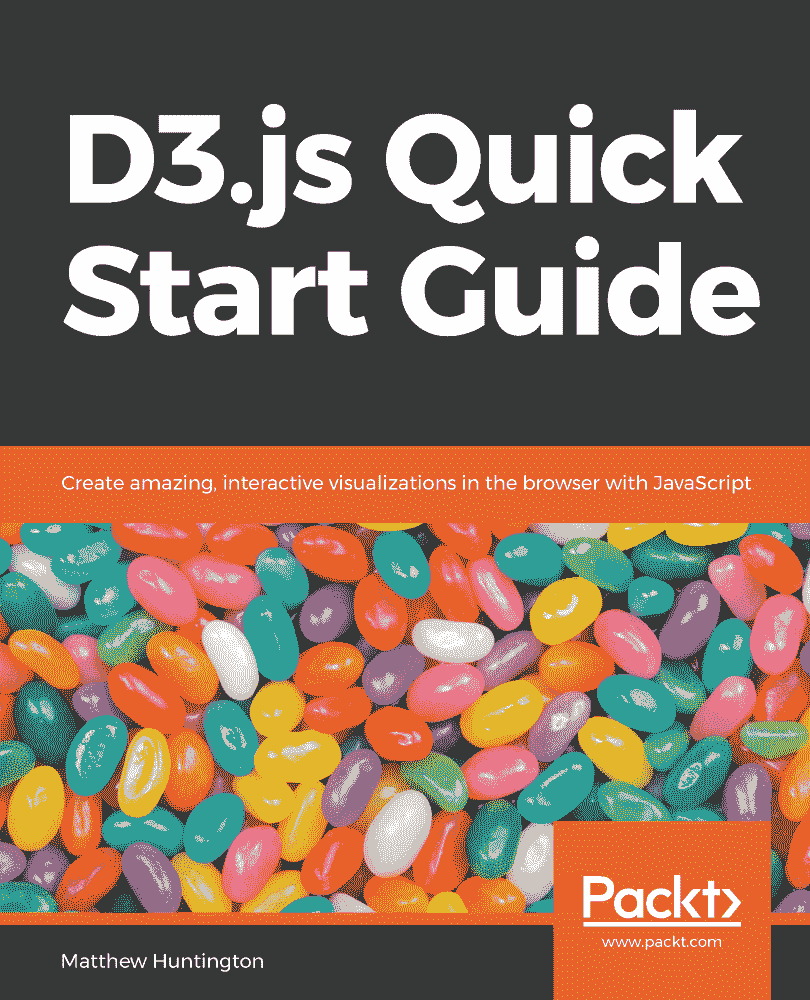 D3.js Quick
Start Guide
Create amazing, interactive visualizations in the browser with JavaScript
Packt>
www.packt.com
Matthew Huntington